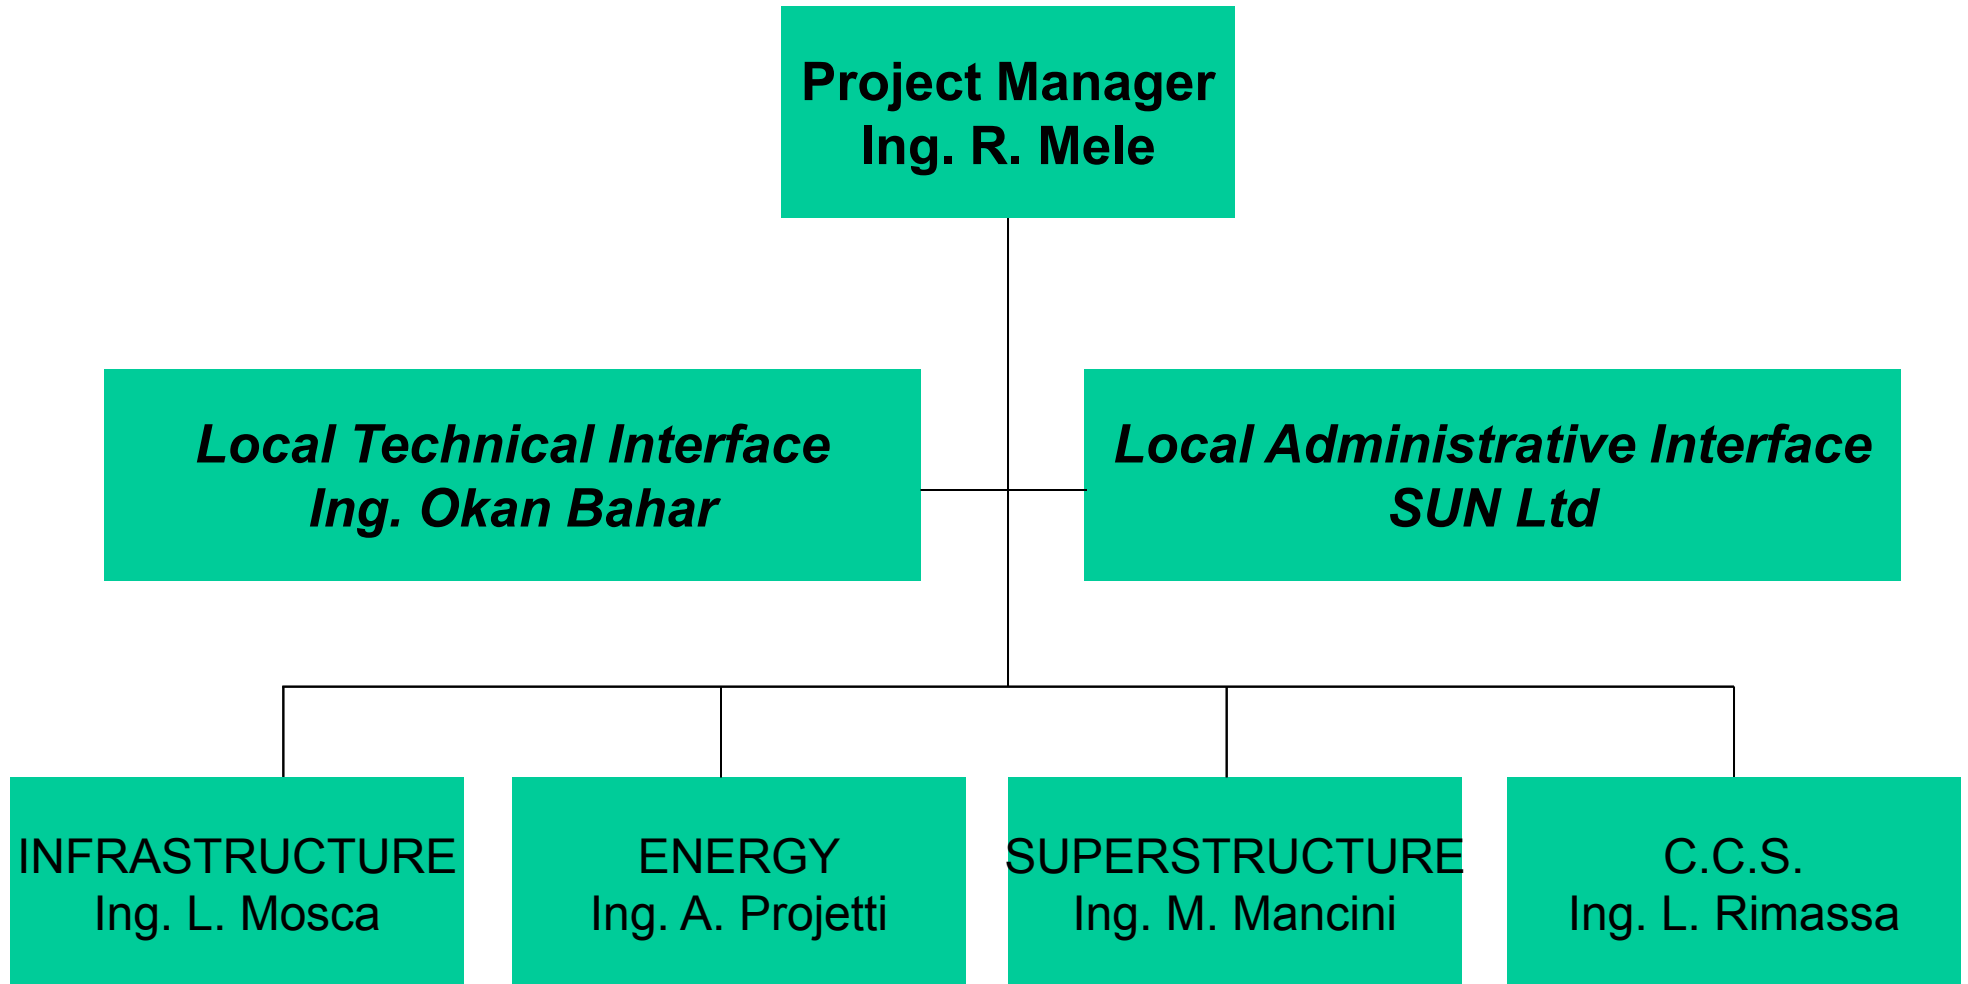 Project Manager
Ing. R. Mele
Local Technical Interface
Ing. Okan Bahar
Local Administrative Interface
SUN Ltd
INFRASTRUCTURE
Ing. L. Mosca
ENERGY
Ing. A. Projetti
SUPERSTRUCTURE
Ing. M. Mancini
C.C.S.
Ing. L. Rimassa